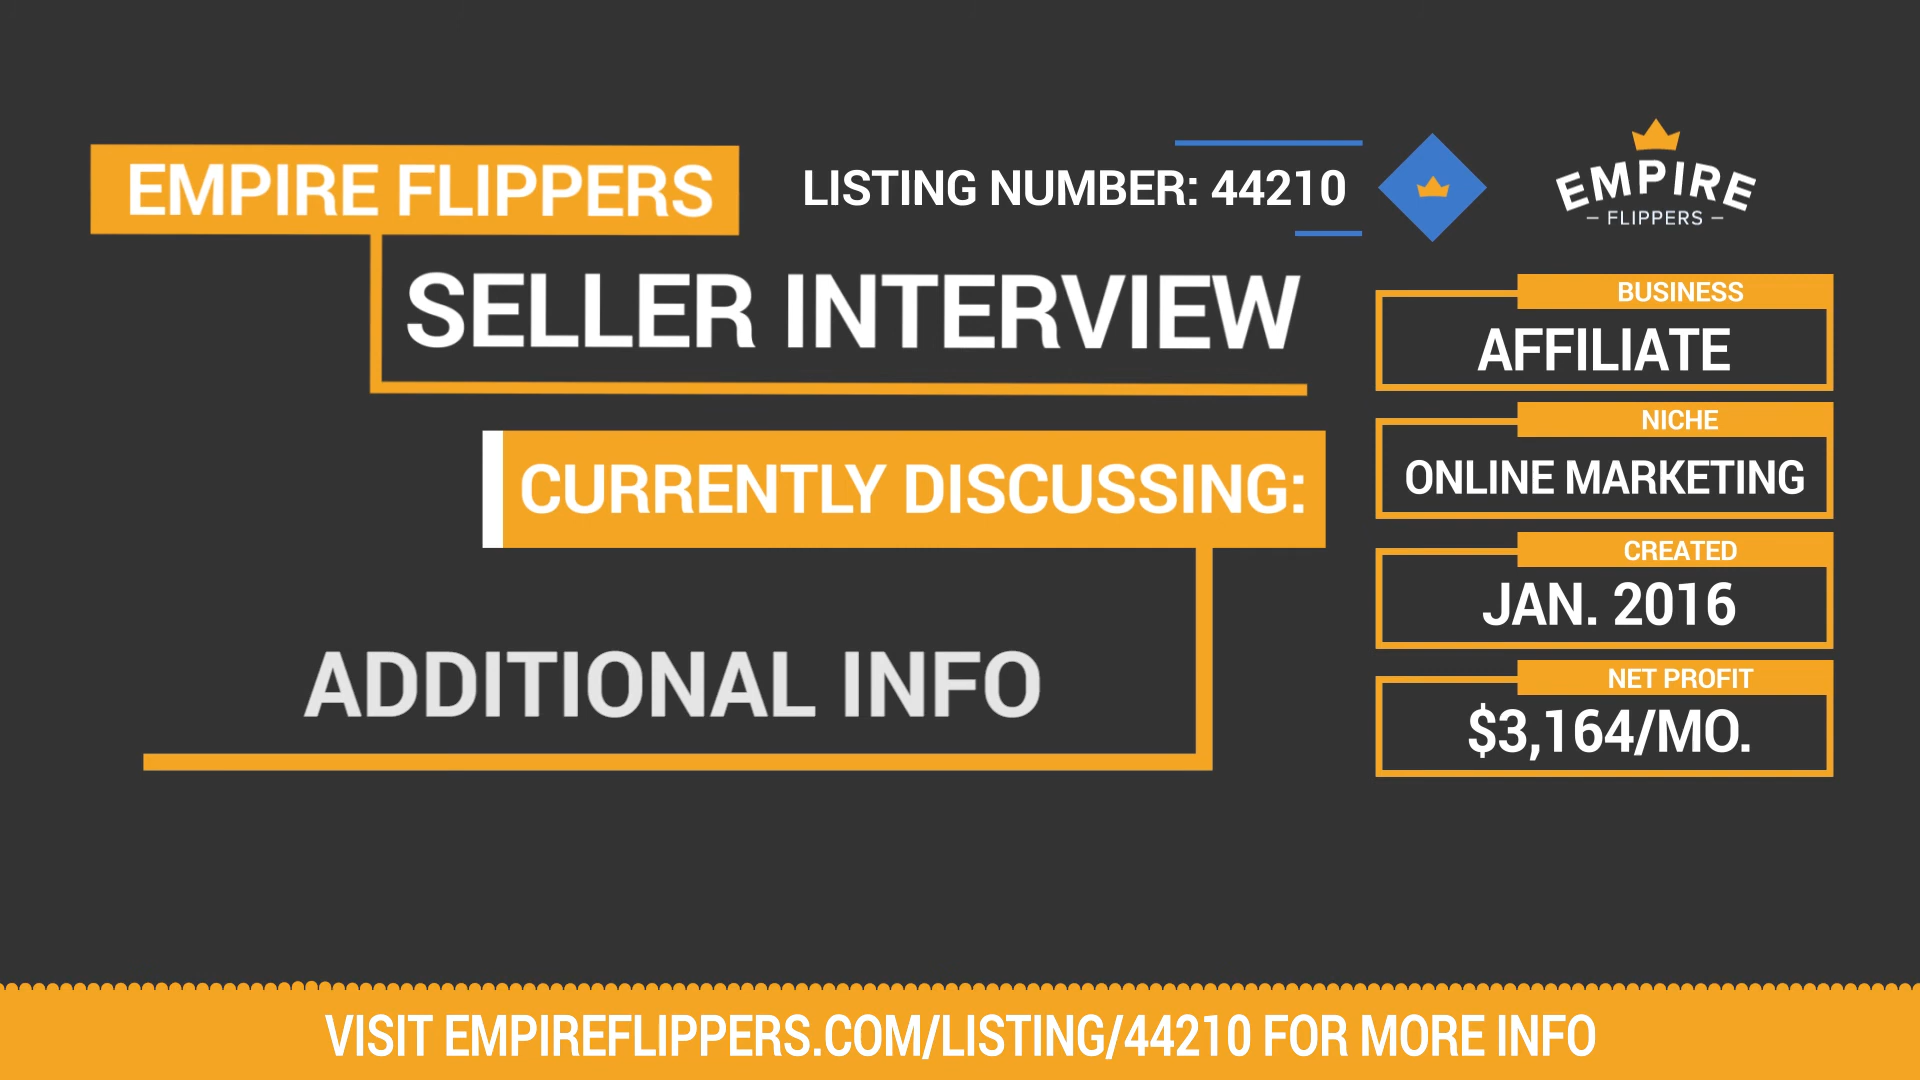 EMPIRE FLIPPERS
LISTING NUMBER: 44210
EMPIRE
FLIPPERS
SELLER INTERVIEW
CURRENTLY DISCUSSING:
ADDITIONAL INFO
BUSINESS
AFFILIATE
NICHE
ONLINE MARKETING
CREATED
JAN. 2016
NET PROFIT
$3,164/MO.
VISIT EMPIREFLIPPERS.COM/LISTING/44210 FOR MORE INFO